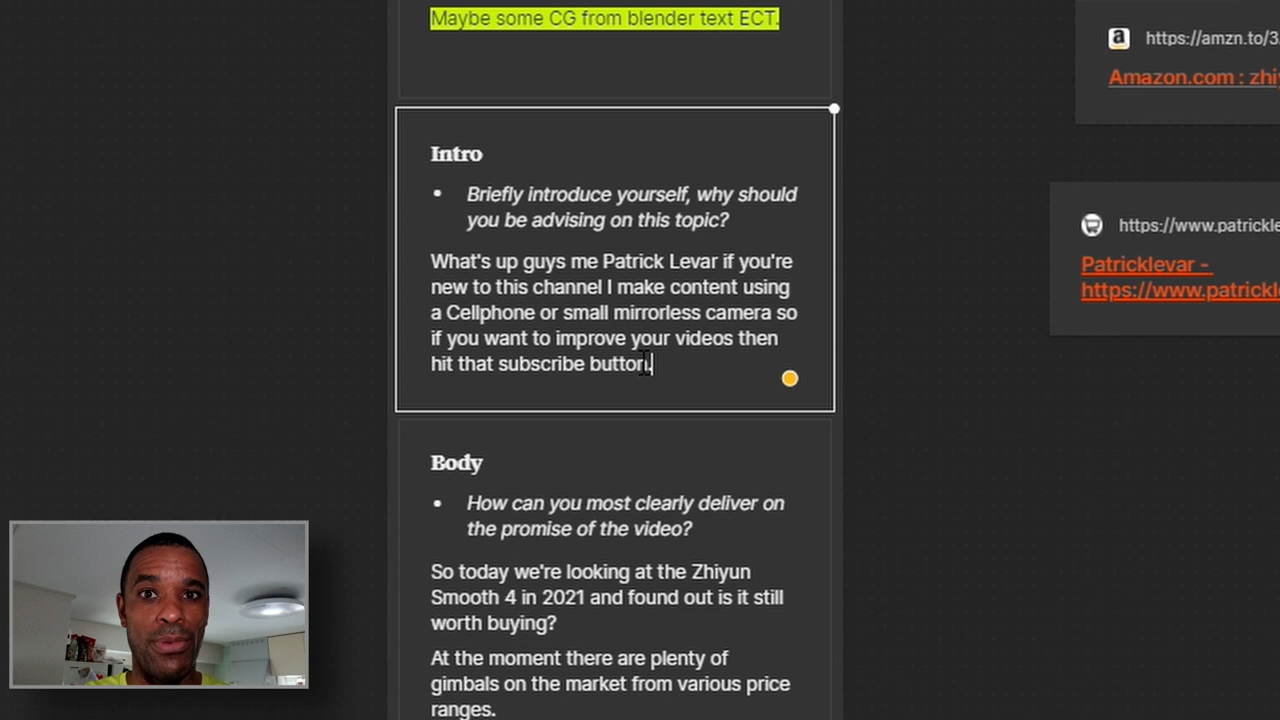 Maybe some CG from blender text ECT.
Intro
• Briefly introduce yourself, why should
you be advising on this topic?
What's up guys me Patrick Levar if you're
new to this channel I make content using
a Cellphone or small mirrorless camera so
if you want to improve your videos then
hit that subscribe button.
Body
• How can you most clearly deliver on
the promise of the video?
So today we're looking at the Zhiyun
Smooth 4 in 2021 and found out is it still
worth buying?
At the moment there are plenty of
gimbals on the market from various price
ranges.
https://amzn.to/3
Amazon.com : zhiy
https://www.patrickle
Patricklevar -
https://www.patrickl